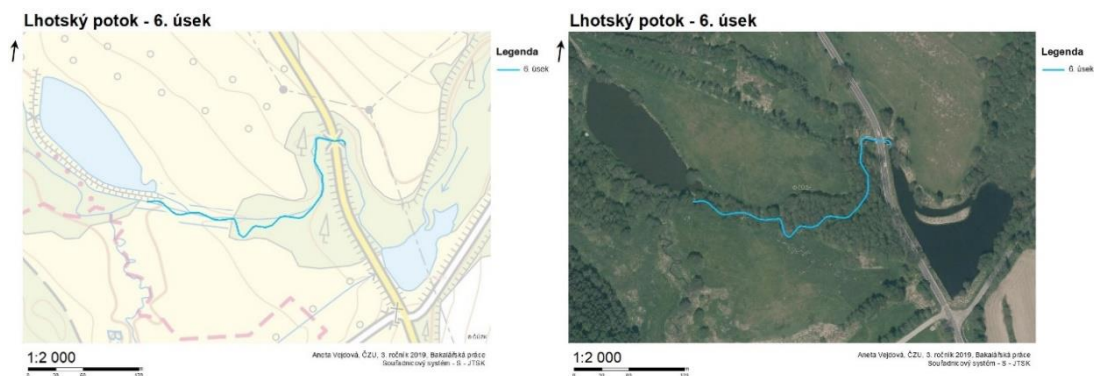 Lhotský potok - 6. úsek
Legenda
6. úsek
1:2 000
Aneta Vejdová, ČZU, 3. ročník 2019, Bakalářská práce
Souřadnicový systém - S - JTSK
Lhotský potok - 6. úsek
Legenda
6. úsek
1:2 000
Aneta Vejdová, ČZU, 3. ročník 2019, Bakalářská práce
Souřadnicový systém - S - JTSK